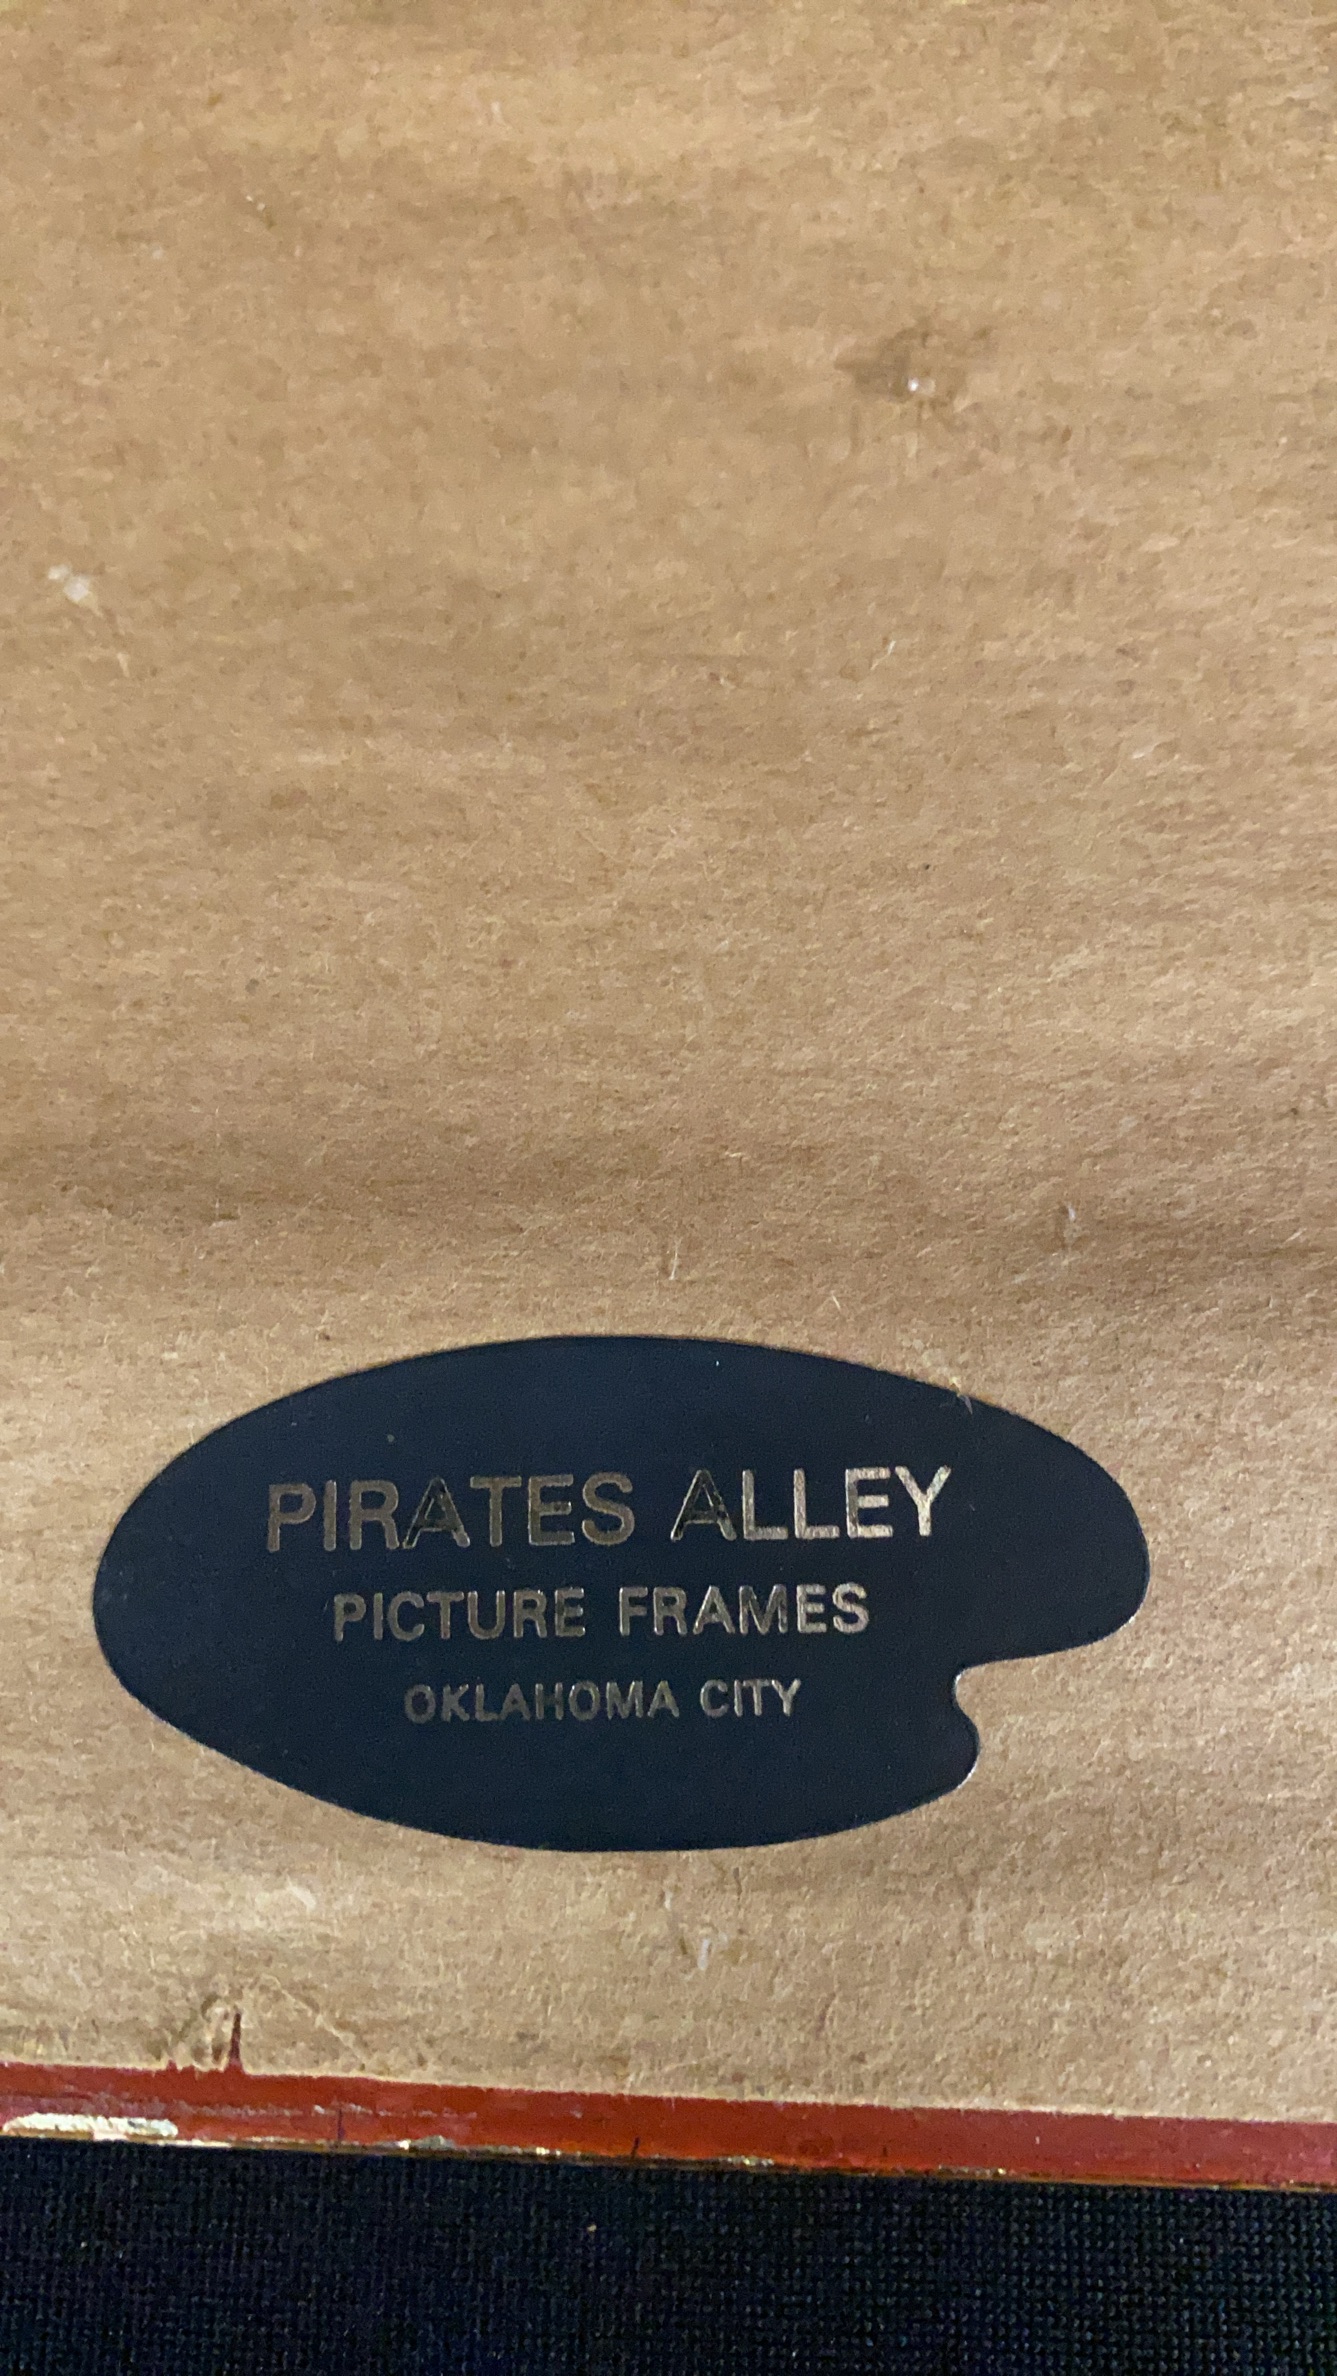 PIRATES ALLEY
PICTURE FRAMES
OKLAHOMA CITY